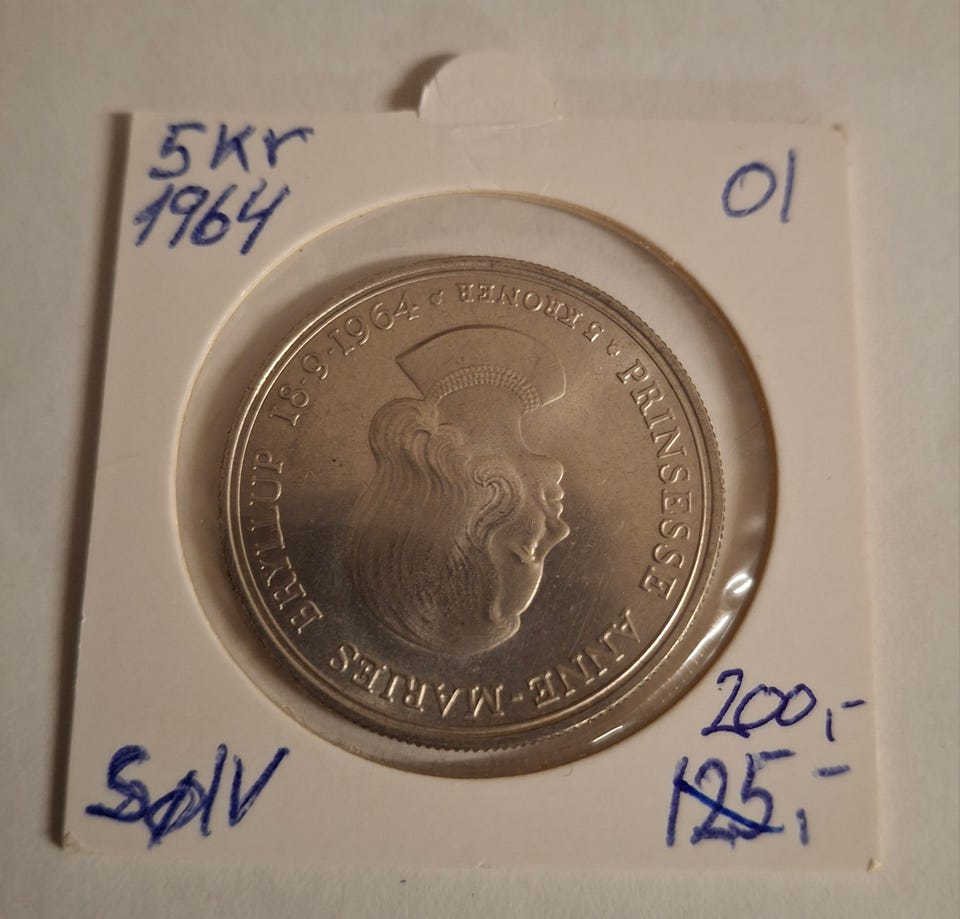 5 Kr
1964
01
PRINSESSE ANNE-MARIES BRYLLUP 18·9·1964
5 KRONER
200,-
125,-
Sølv